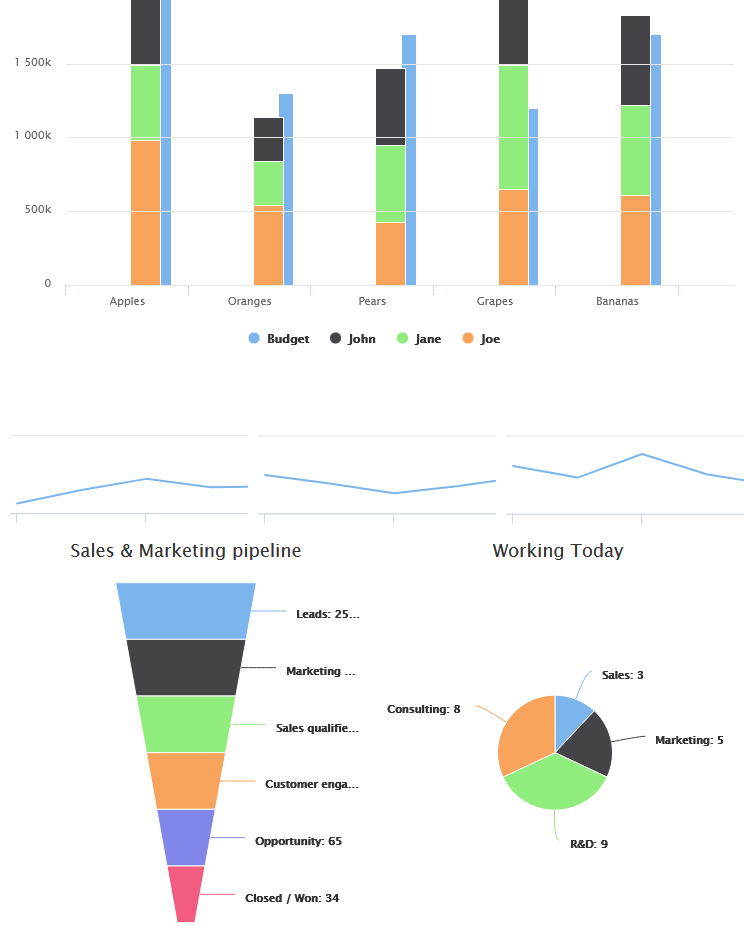 1 500k
1 000k
500k
0
Apples Oranges Pears Grapes Bananas
Budget John Jane Joe
Sales & Marketing pipeline
Leads: 25...
Marketing ...
Sales qualifie...
Customer enga...
Opportunity: 65
Closed / Won: 34
Working Today
Sales: 3
Consulting: 8
Marketing: 5
R&D: 9